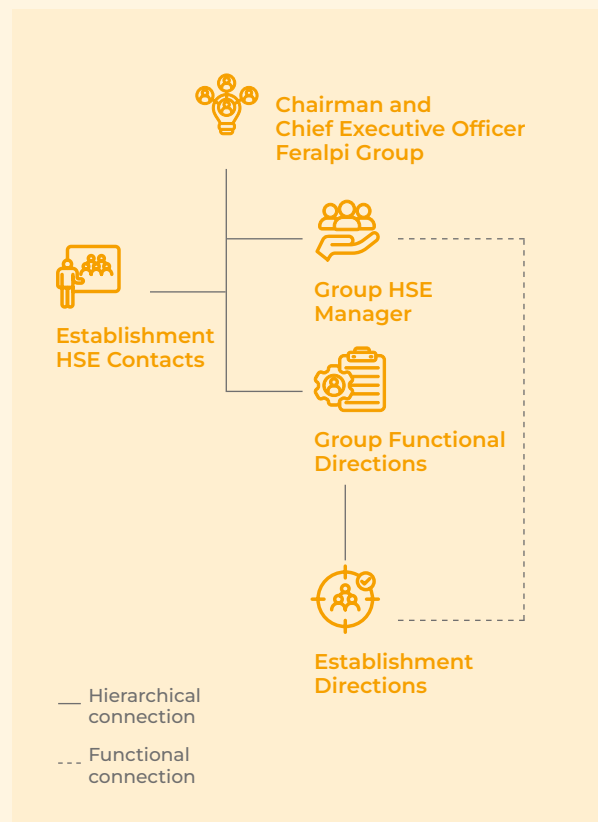 Chairman and
Chief Executive Officer
Feralpi Group
Group HSE
Manager
Establishment
HSE Contacts
Group Functional
Directions
Establishment
Directions
Hierarchical
connection
Functional
connection